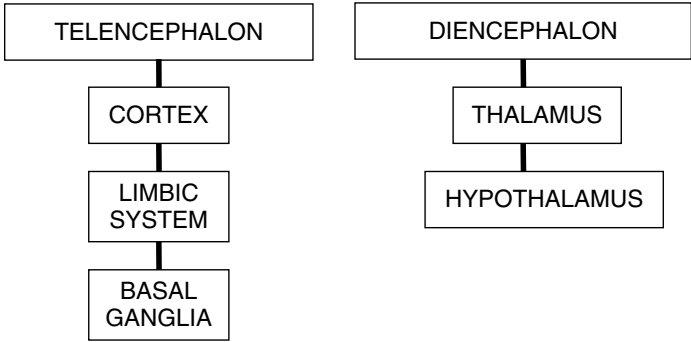 TELENCEPHALON
CORTEX
LIMBIC
SYSTEM
BASAL
GANGLIA
DIENCEPHALON
THALAMUS
HYPOTHALAMUS